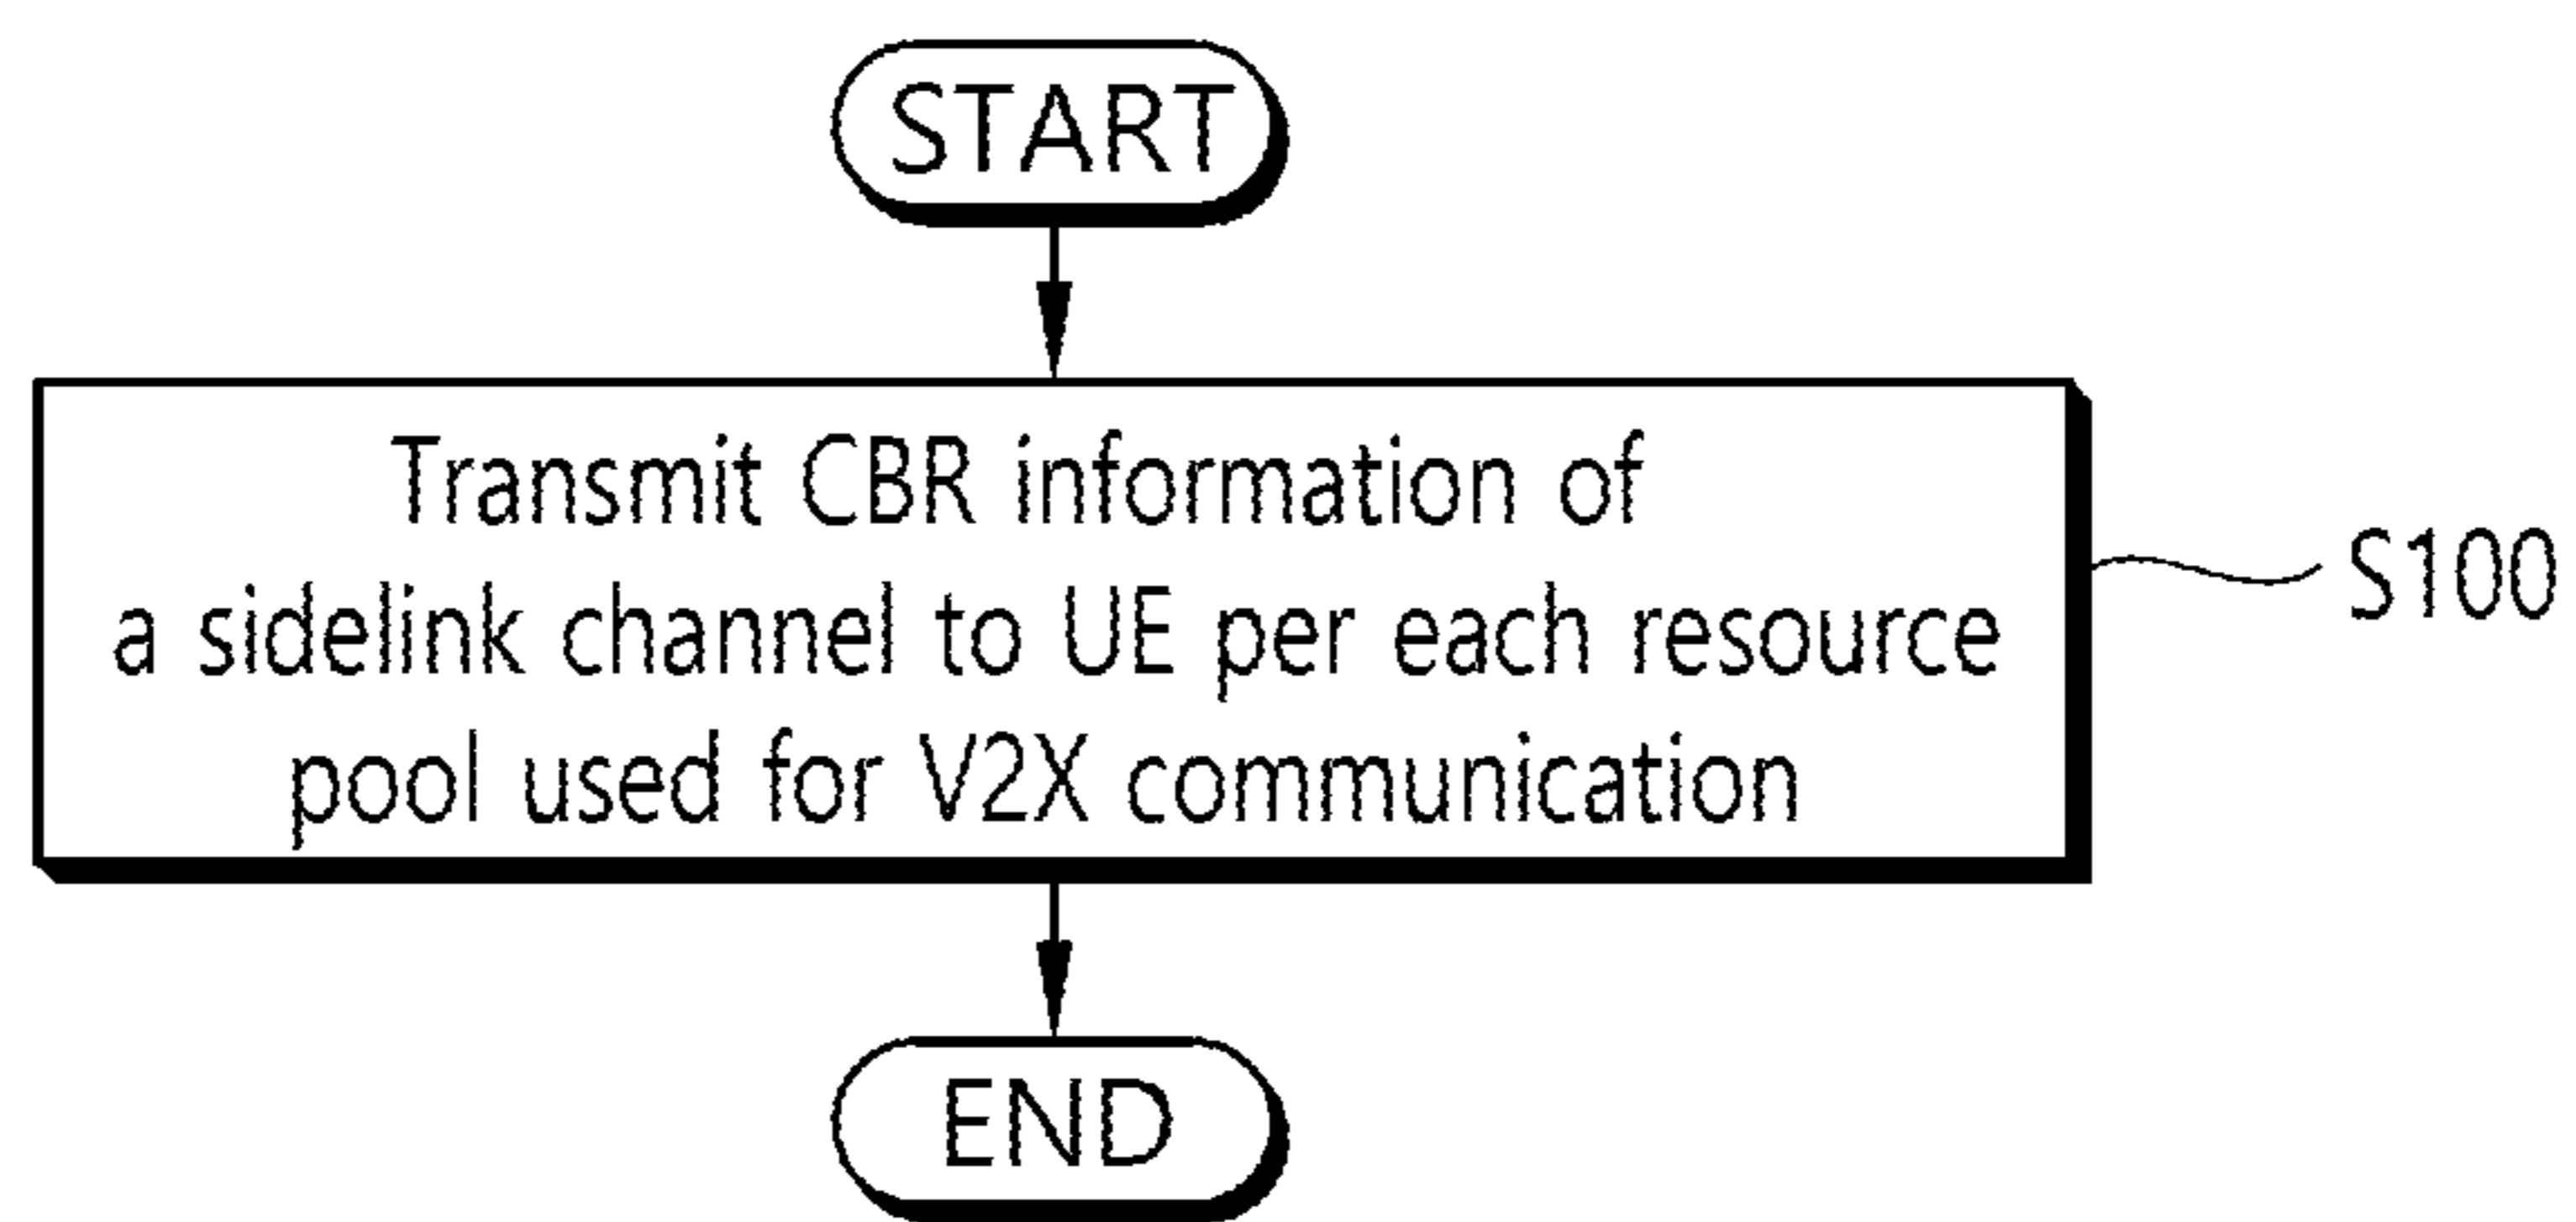 START
Transmit CBR information of
a sidelink channel to UE per each resource
pool used for V2X communication
S100
END